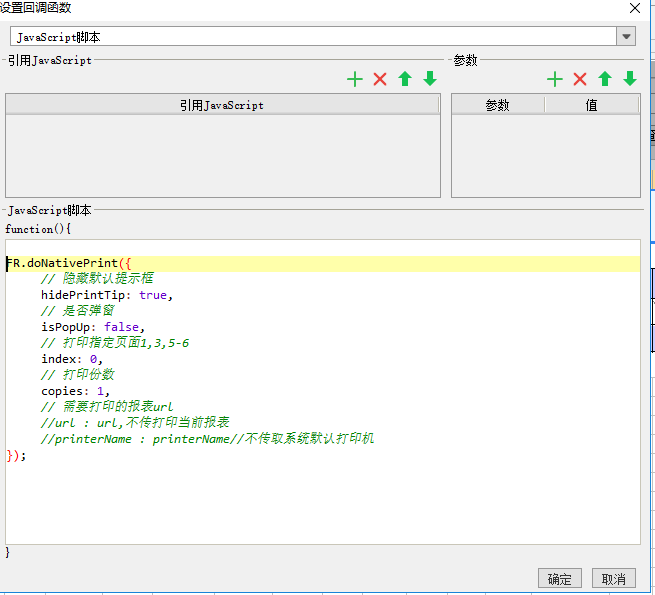 设置回调函数
JavaScript脚本
引用JavaScript
参数
引用JavaScript
参数 值
JavaScript脚本
function(){
FR.doNativePrint({
// 隐藏默认提示框
hidePrintTip: true,
// 是否弹窗
isPopUp: false,
// 打印指定页面1,3,5-6
index: 0,
// 打印份数
copies: 1,
// 需要打印的报表url
//url : url,不传打印当前报表
//printerName : printerName//不传取系统默认打印机
});
}
确定 取消